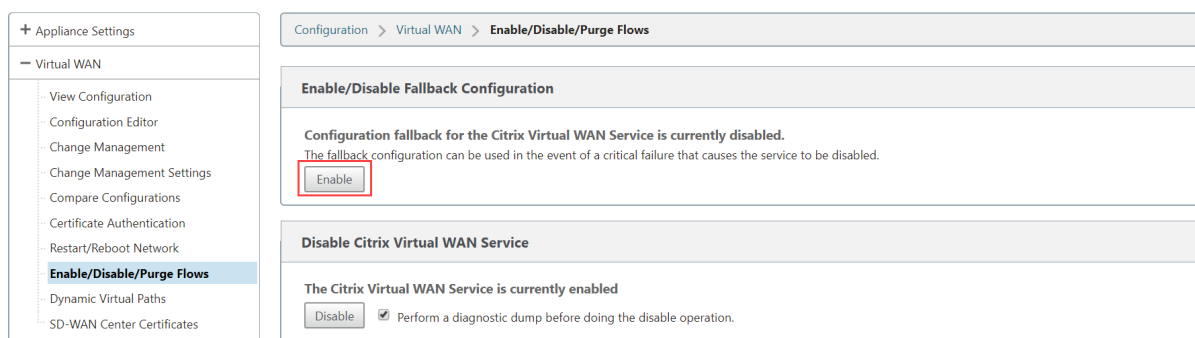 Appliance Settings
Virtual WAN
View Configuration
Configuration Editor
Change Management
Change Management Settings
Compare Configurations
Certificate Authentication
Restart/Reboot Network
Enable/Disable/Purge Flows
Dynamic Virtual Paths
SD-WAN Center Certificates
Configuration > Virtual WAN > Enable/Disable/Purge Flows
Enable/Disable Fallback Configuration
Configuration fallback for the Citrix Virtual WAN Service is currently disabled.
The fallback configuration can be used in the event of a critical failure that causes the service to be disabled.
Enable
Disable Citrix Virtual WAN Service
The Citrix Virtual WAN Service is currently enabled
Disable Perform a diagnostic dump before doing the disable operation.